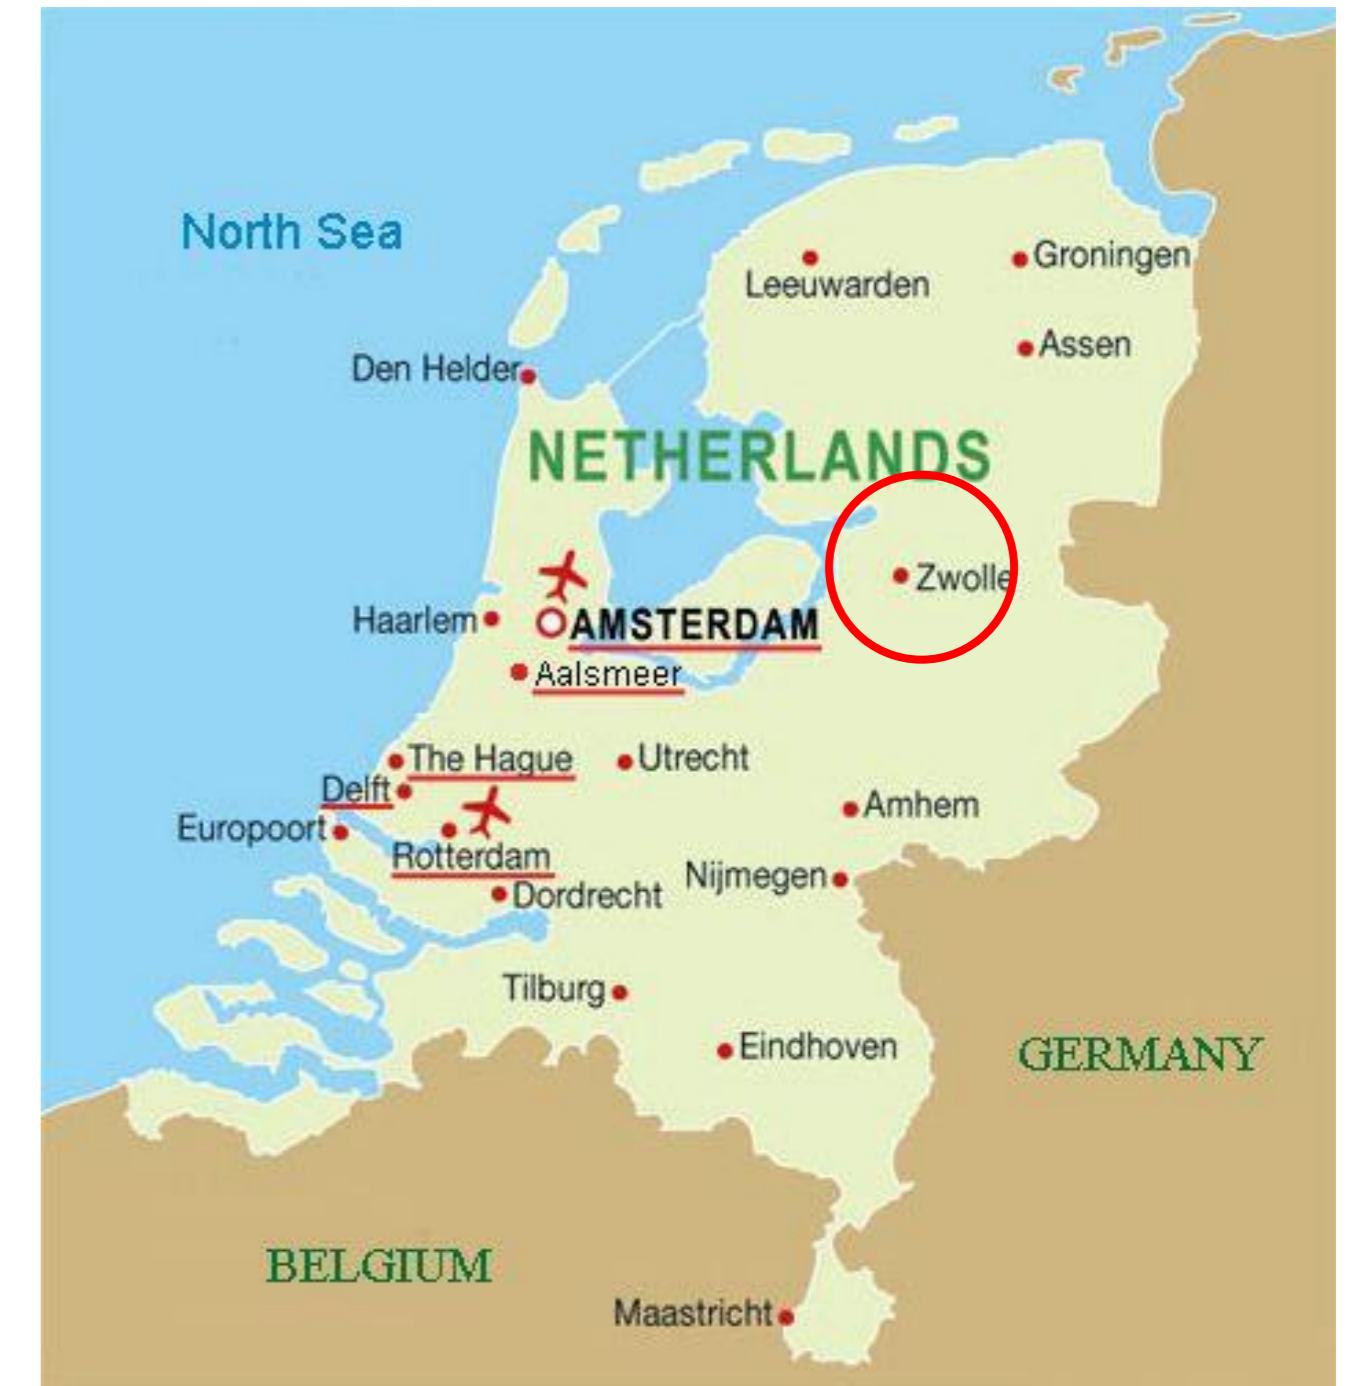 North Sea
Groningen
Leeuwarden
Assen
Den Helder
NETHERLANDS
Zwolle
Haarlem
AMSTERDAM
Aalsmeer
The Hague
Utrecht
Delft
Amhem
Europoort
Rotterdam
Nijmegen
Dordrecht
Tilburg
Eindhoven
GERMANY
BELGIUM
Maastricht